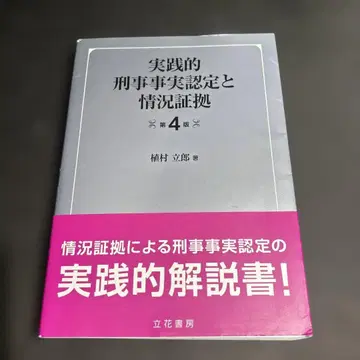 実践的
刑事事実認定と
情況証拠
第4版
植村立郎 著
情況証拠による刑事事実認定の
実践的解説書!
立花書房